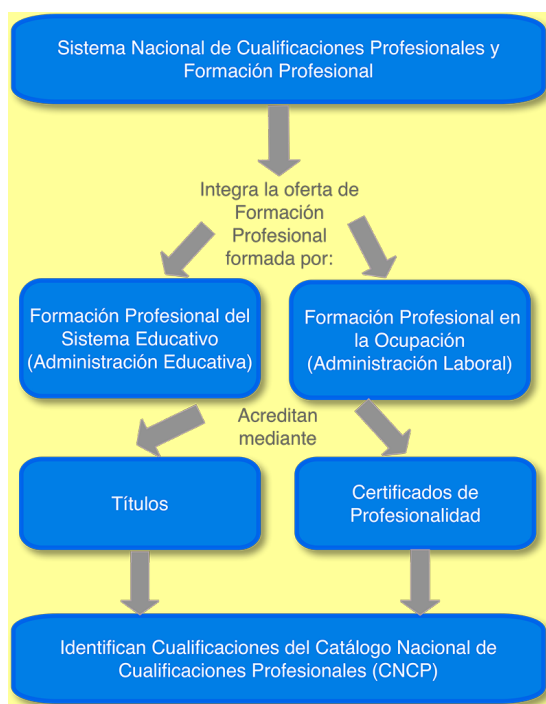 Sistema Nacional de Cualificaciones Profesionales y
Formación Profesional
Integra la oferta de
Formación
Profesional
formada por:
Formación Profesional del
Sistema Educativo
(Administración Educativa)
Formación Profesional en
la Ocupación
(Administración Laboral)
Acreditan
mediante
Títulos
Certificados de
Profesionalidad
Identifican Cualificaciones del Catálogo Nacional de
Cualificaciones Profesionales (CNCP)